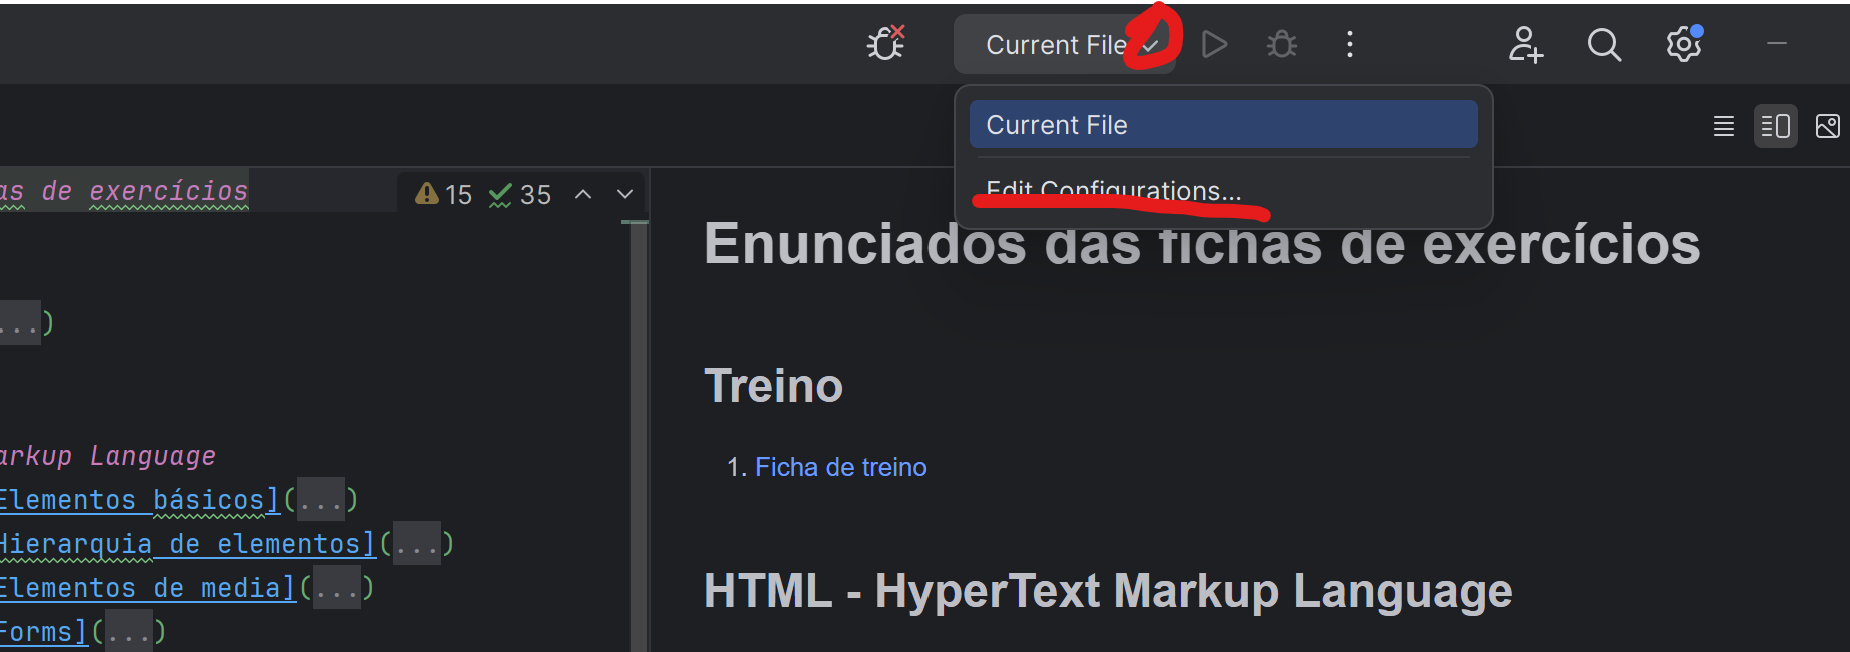 Current File
Current File
Edit Configurations...
as de exercícios
15 35
...)
arkup Language
Elementos básicos](...)
Hierarquia de elementos](...)
Elementos de media](...)
Forms](...)
Enunciados das fichas de exercícios
Treino
1. Ficha de treino
HTML - HyperText Markup Language